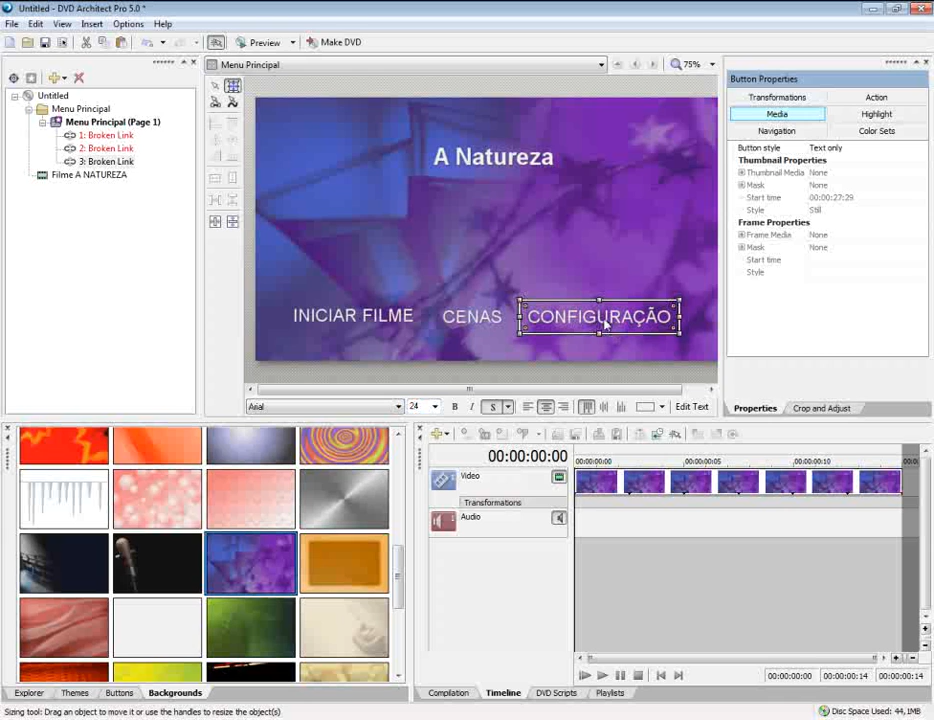 Untitled - DVD Architect Pro 5.0 *
File Edit View Insert Options Help
Preview Make DVD
Menu Principal 75%
Untitled
Menu Principal
Menu Principal (Page 1)
1: Broken Link
2: Broken Link
3: Broken Link
Filme A NATUREZA
A Natureza
INICIAR FILME CENAS CONFIGURAÇÃO
Arial 24 B I S Edit Text
Button Properties
Transformations Action
Media Highlight
Navigation Color Sets
Button style Text only
Thumbnail Properties
Thumbnail Media None
Mask None
Start time 00:00:27:29
Style Still
Frame Properties
Frame Media None
Mask None
Start time
Style
Properties Crop and Adjust
00:00:00:00
00:00:00:00 00:00:00:05 00:00:00:10 00:0
Video
Transformations
Audio
00:00:00:00 00:00:00:14 00:00:00:14
Explorer Themes Buttons Backgrounds
Compilation Timeline DVD Scripts Playlists
Sizing tool: Drag an object to move it or use the handles to resize the object(s)
Disc Space Used: 44,1MB